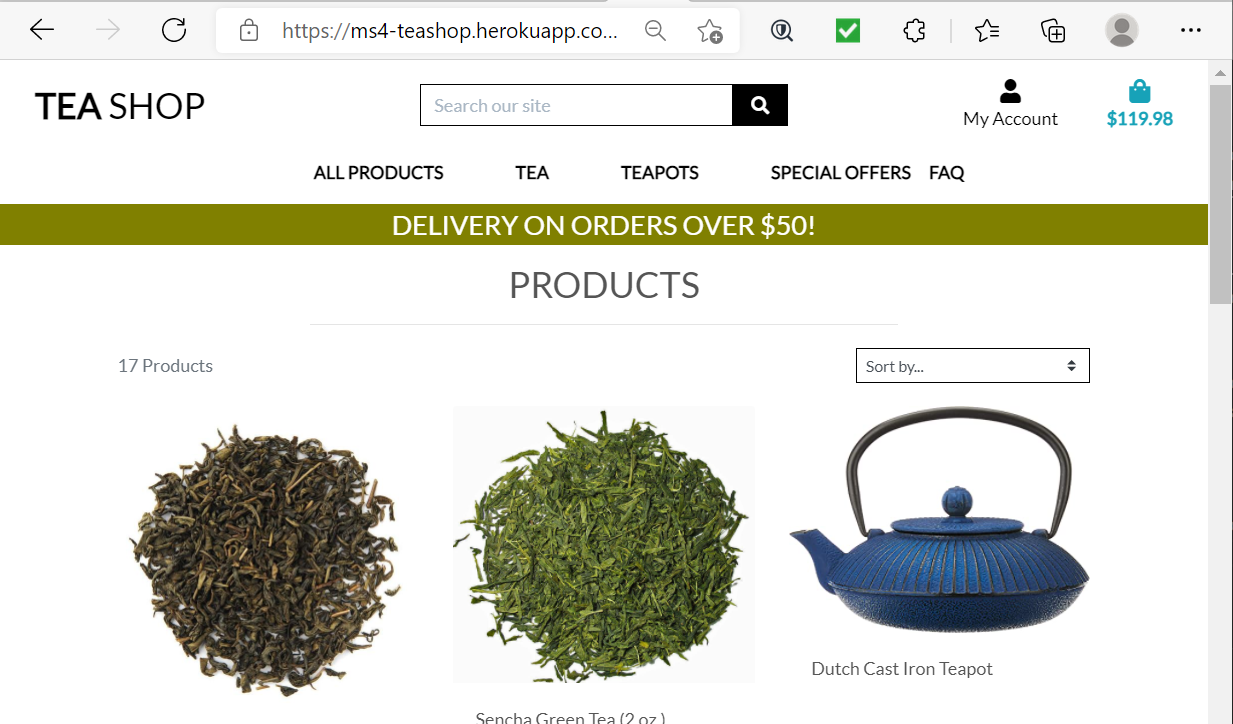 https://ms4-teashop.herokuapp.co...
TEA SHOP
Search our site
My Account
$119.98
ALL PRODUCTS TEA TEAPOTS SPECIAL OFFERS FAQ
DELIVERY ON ORDERS OVER $50!
PRODUCTS
17 Products
Sort by...
Dutch Cast Iron Teapot
Sencha Green Tea (2 oz.)